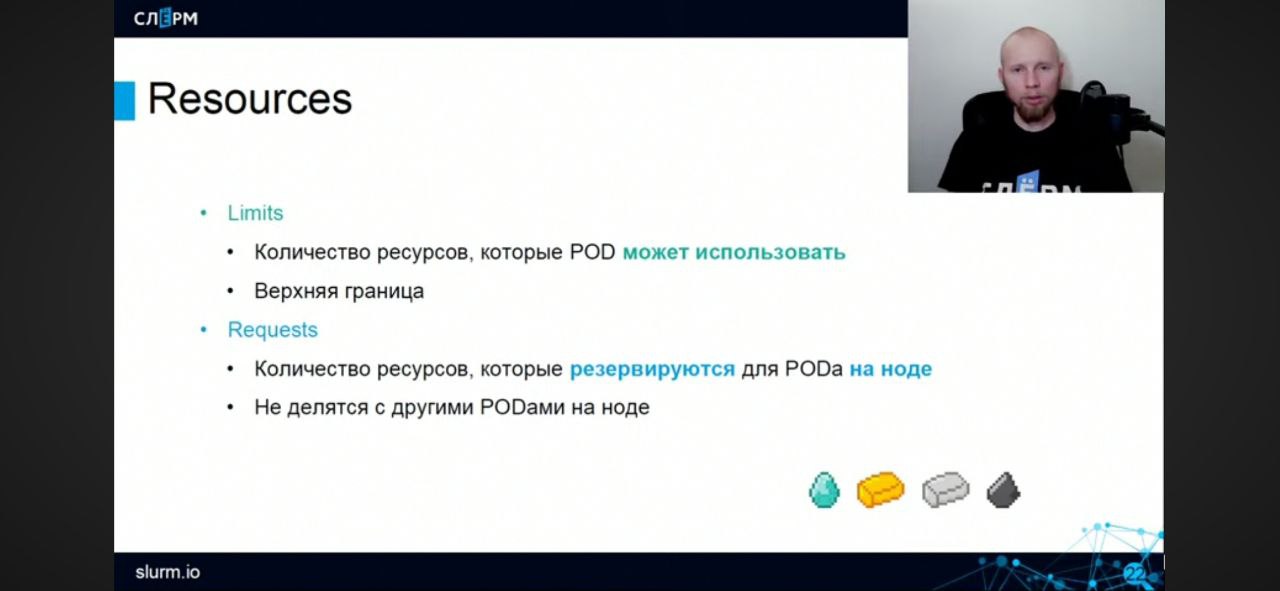 СЛЁРМ
Resources
СЛЁРМ
• Limits
• Количество ресурсов, которые POD может использовать
• Верхняя граница
• Requests
• Количество ресурсов, которые резервируются для PODа на ноде
• Не делятся с другими PODами на ноде
slurm.io
22